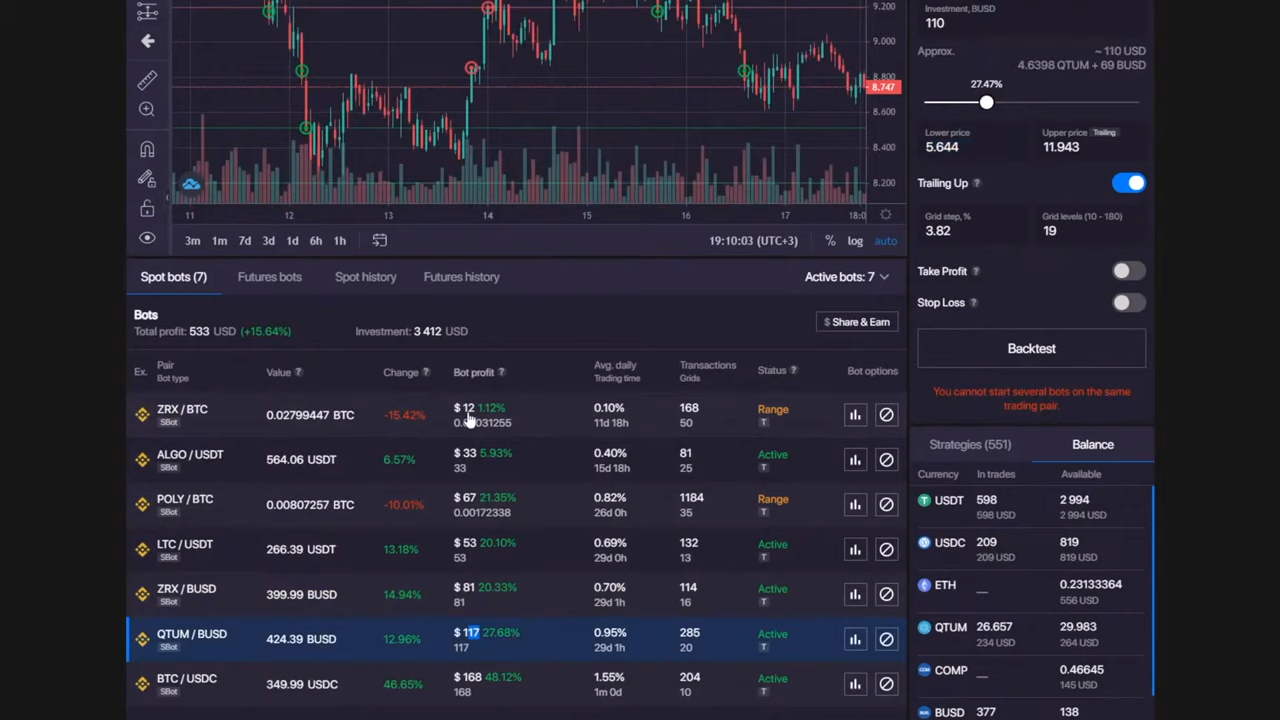 9.200
9.000
8.800
8.747
8.600
8.400
8.200
11 12 13 14 15 16 17 18:0
3m 1m 7d 3d 1d 6h 1h
19:10:03 (UTC+3) % log auto
Spot bots (7) Futures bots Spot history Futures history Active bots: 7
Bots
Total profit: 533 USD (+15.64%) Investment: 3 412 USD
$ Share & Earn
Ex. Pair Value ? Change ? Bot profit ? Avg. daily Transactions Status ? Bot options
Bot type Trading time Grids
ZRX / BTC 0.02799447 BTC -15.42% $ 12 1.12% 0.10% 168 Range
SBot 11d 18h 50 T
ALGO / USDT 564.06 USDT 6.57% $ 33 5.93% 0.40% 81 Active
SBot 33 15d 18h 25 T
POLY / BTC 0.00807257 BTC -10.01% $ 67 21.35% 0.82% 1184 Range
SBot 0.00172338 26d 0h 35 T
LTC / USDT 266.39 USDT 13.18% $ 53 20.10% 0.69% 132 Active
SBot 53 29d 0h 13 T
ZRX / BUSD 399.99 BUSD 14.94% $ 81 20.33% 0.70% 114 Active
SBot 81 29d 1h 16 T
QTUM / BUSD 424.39 BUSD 12.96% $ 117 27.68% 0.95% 285 Active
SBot 117 29d 1h 20 T
BTC / USDC 349.99 USDC 46.65% $ 168 48.12% 1.55% 204 Active
SBot 168 1m 0d 10 T
Investment, BUSD
110
Approx. ~ 110 USD
4.6398 QTUM + 69 BUSD
27.47%
Lower price Upper price Trailing
5.644 11.943
Trailing Up ?
Grid step, % Grid levels (10 - 180)
3.82 19
Take Profit ?
Stop Loss ?
Backtest
You cannot start several bots on the same
trading pair.
Strategies (551) Balance
Currency In trades Available
USDT 598 2 994
598 USD 2 994 USD
USDC 209 819
209 USD 819 USD
ETH __ 0.23133364
556 USD
QTUM 26.657 29.983
234 USD 264 USD
COMP __ 0.46645
145 USD
BUSD 377 138